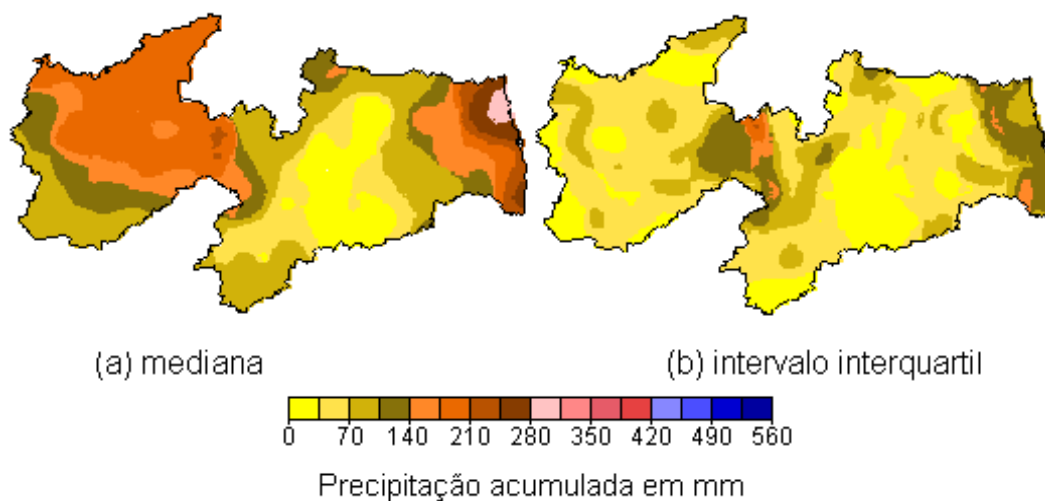 (a) mediana
(b) intervalo interquartil
0 70 140 210 280 350 420 490 560
Precipitação acumulada em mm